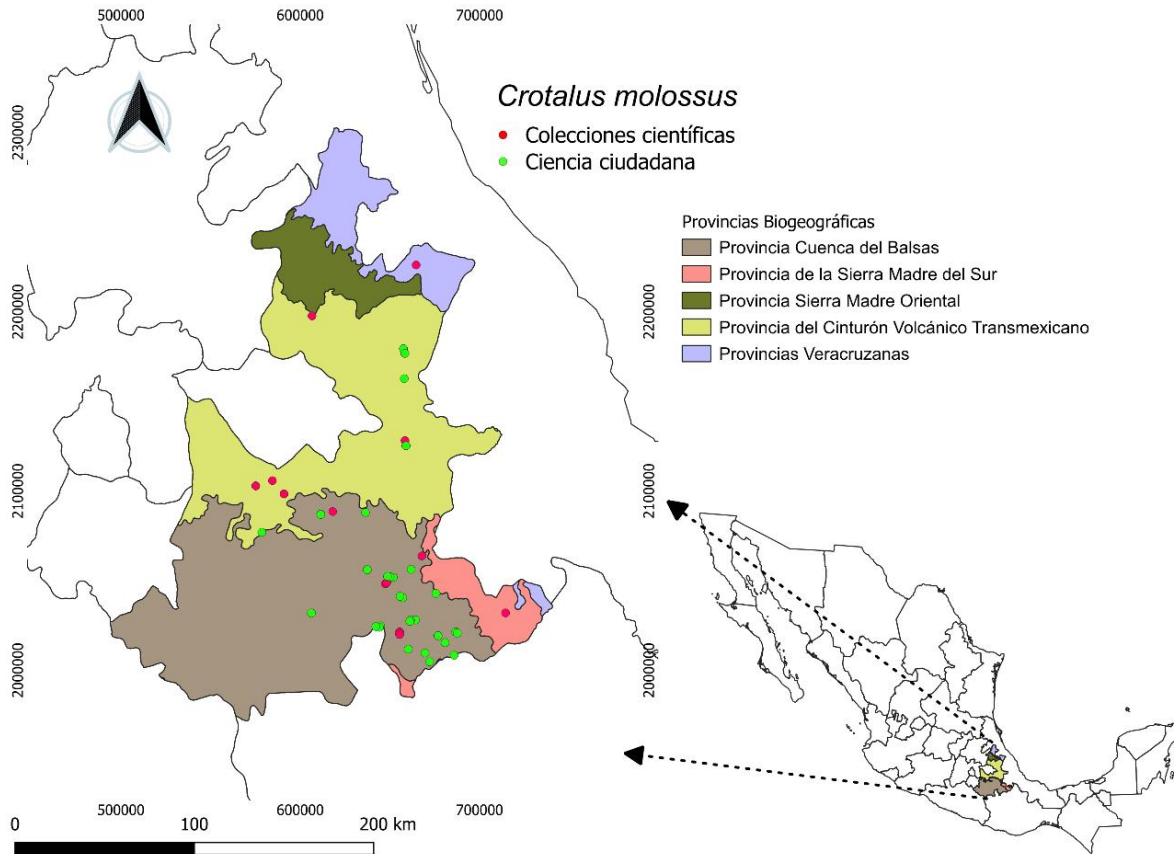 500000
600000
700000
2300000
Crotalus molossus
Colecciones científicas
Ciencia ciudadana
Provincias Biogeográficas
Provincia Cuenca del Balsas
Provincia de la Sierra Madre del Sur
Provincia Sierra Madre Oriental
Provincia del Cinturón Volcánico Transmexicano
Provincias Veracruzanas
2200000
2200000
2100000
2100000
2000000
2000000
500000
600000
700000
0
100
200 km